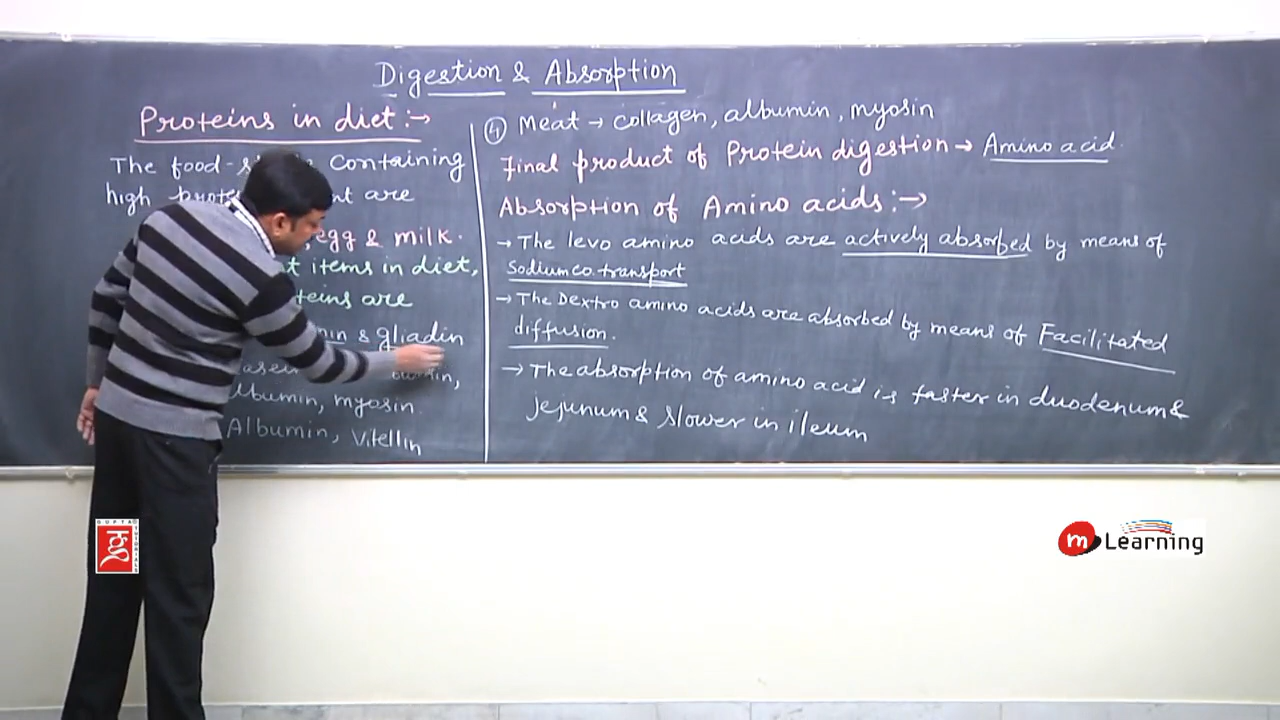 Digestion & Absorption
Proteins in diet :→
The food containing
high are
egg & milk.
items in diet,
are
& gliadin
myosin.
Albumin, Vitellin
④ Meat → collagen, albumin, myosin
Final product of Protein digestion → Amino acid.
Absorption of Amino acids :→
→ The levo amino acids are actively absorbed by means of
Sodium co. transport
→ The Dextro amino acids are absorbed by means of Facilitated
diffusion.
→ The absorption of amino acid is faster in duodenum &
jejunum & slower in ileum
GUPTA
TUTORIALS
m Learning